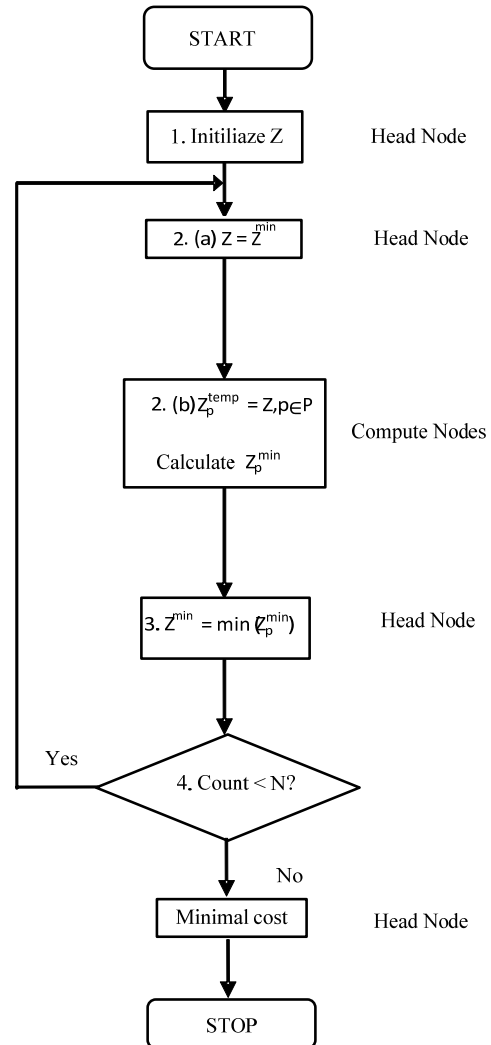 START
1. Initiliaze Z Head Node
2. (a) Z = Z^min Head Node
2. (b) Z_p^temp = Z,p∈P
Compute Nodes
Calculate Z_p^min
3. Z^min = min (Z_p^min) Head Node
Yes
4. Count < N?
No
Minimal cost Head Node
STOP